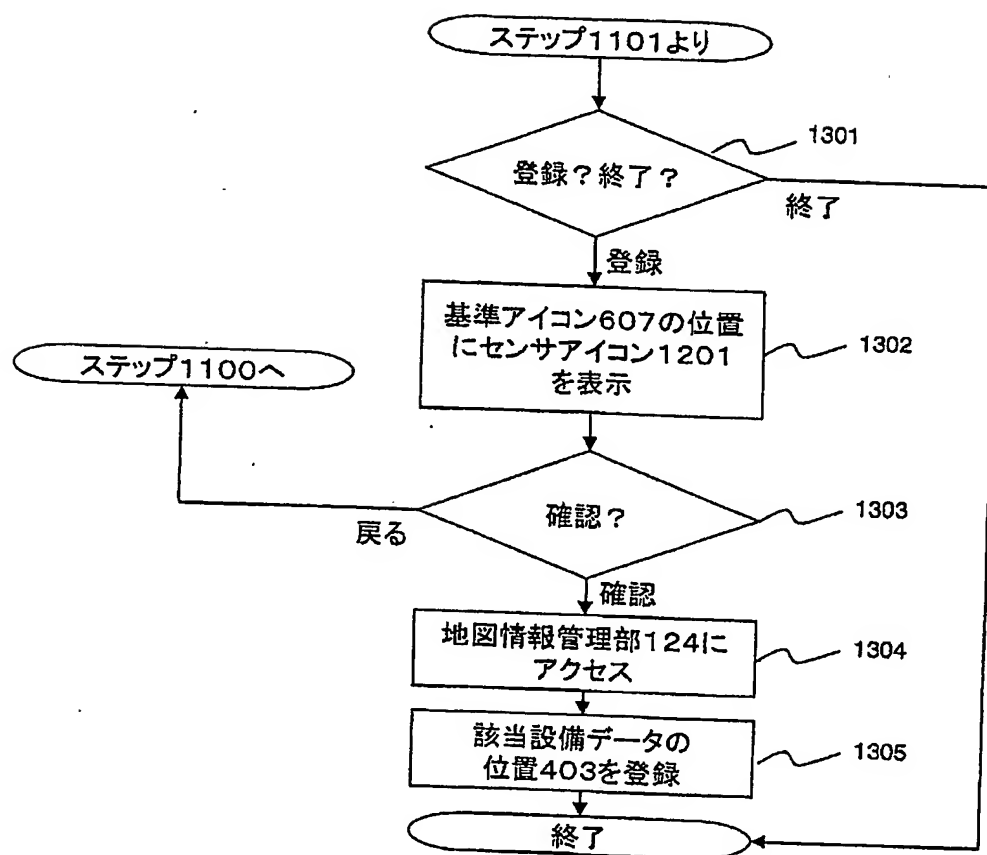 ステップ1101より
1301
登録?終了?
終了
登録
基準アイコン607の位置
にセンサアイコン1201
を表示
1302
ステップ1100へ
確認?
1303
戻る
確認
地図情報管理部124に
アクセス
1304
該当設備データの
位置403を登録
1305
終了